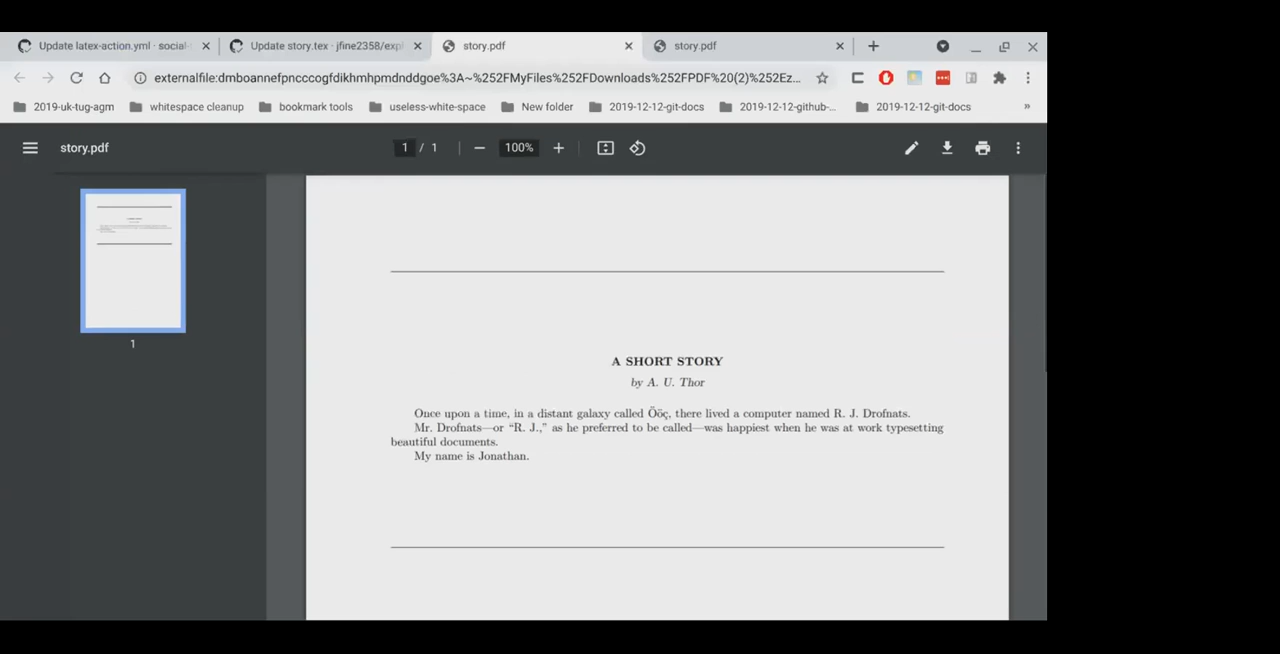 Update latex-action.yml · social-
Update story.tex · jfine2358/expl
story.pdf
story.pdf
externalfile:dmboannefpncccogfdikhmhpmdnddgoe%3A~%252FMyFiles%252FDownloads%252FPDF%20(2)%252Ez...
2019-uk-tug-agm
whitespace cleanup
bookmark tools
useless-white-space
New folder
2019-12-12-git-docs
2019-12-12-github-...
2019-12-12-git-docs
»
story.pdf
1 / 1
100%
1
A SHORT STORY
by A. U. Thor
Once upon a time, in a distant galaxy called Ööç, there lived a computer named R. J. Drofnats.
Mr. Drofnats—or “R. J.,” as he preferred to be called—was happiest when he was at work typesetting
beautiful documents.
My name is Jonathan.